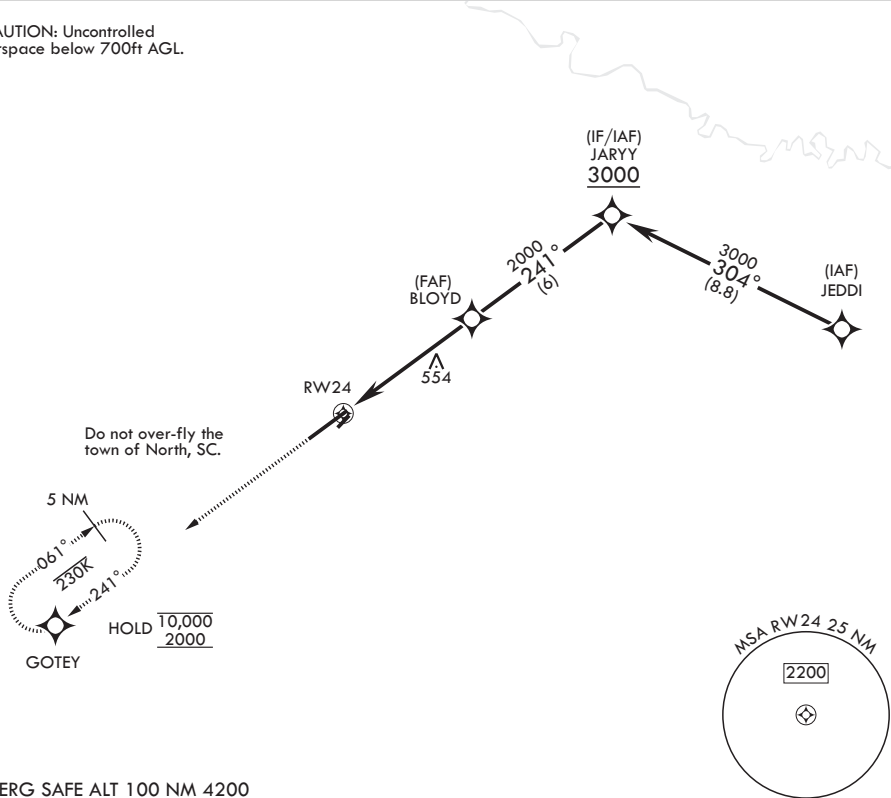 AUTION: Uncontrolled
rspace below 700ft AGL.
(IF/IAF)
JARYY
3000
3000
304°
(8.8)
(IAF)
JEDDI
2000
241°
(6)
(FAF)
BLOYD
554
RW24
Do not over-fly the
town of North, SC.
5 NM
061°
230K
241°
HOLD 10,000
2000
GOTEY
MSA RW24 25 NM
2200
ERG SAFE ALT 100 NM 4200